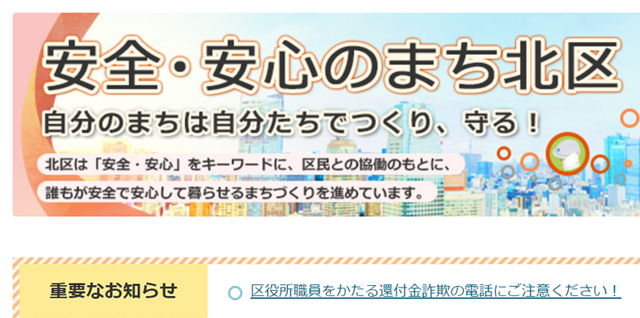 安全・安心のまち北区
自分のまちは自分たちでつくり、守る！
北区は「安全・安心」をキーワードに、区民との協働のもとに、
誰もが安全で安心して暮らせるまちづくりを進めています。
重要なお知らせ
区役所職員をかたる還付金詐欺の電話にご注意ください！